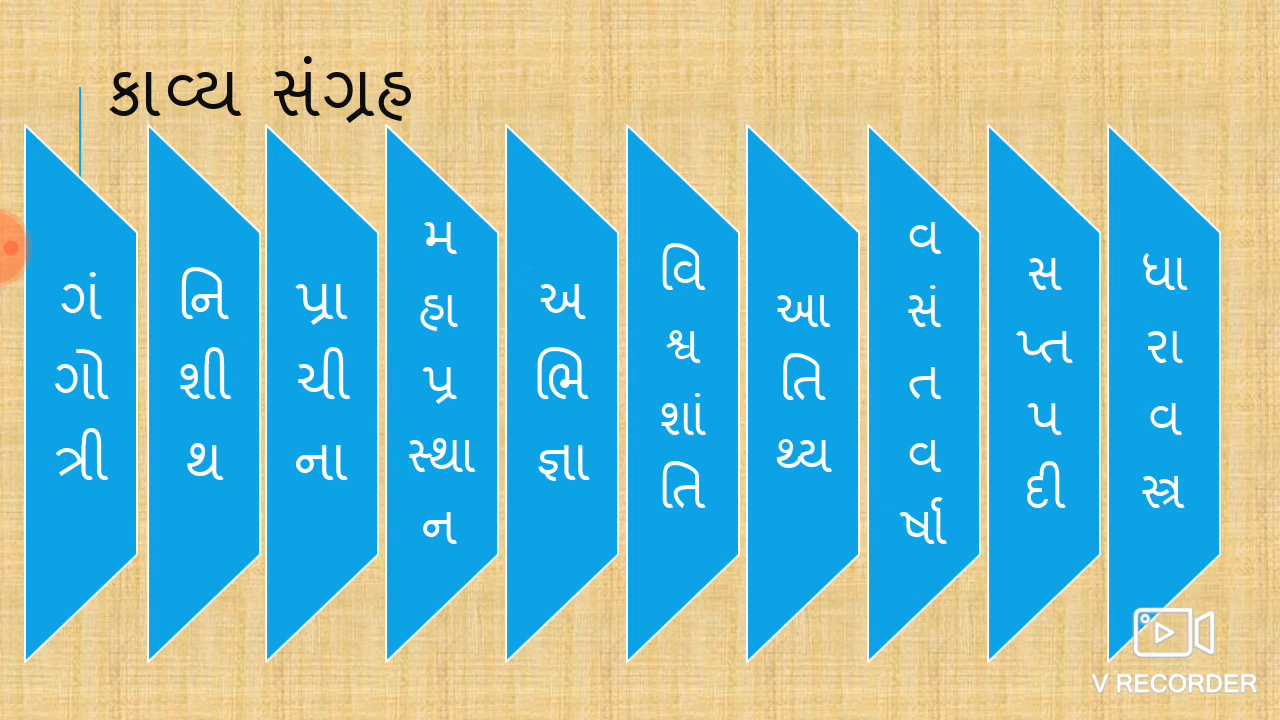 કાવ્ય સંગ્રહ
ગંગોત્રી
નિશીથ
પ્રાચીના
મહાપ્રસ્થાન
અભિજ્ઞા
વિશ્વશાંતિ
આતિથ્ય
વસંતવર્ષા
સપ્તપદી
ધારાવસ્ત્ર
V RECORDER